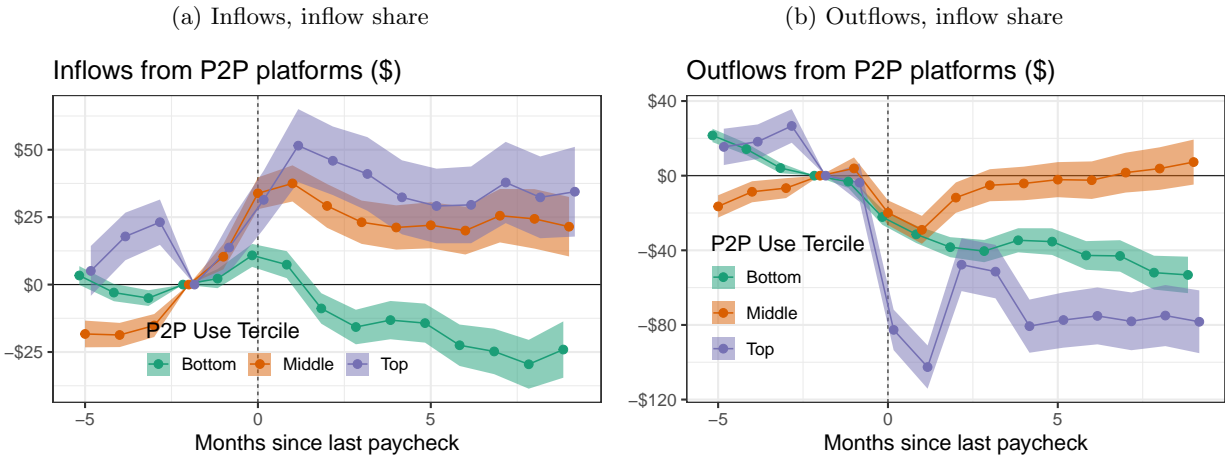 (a) Inflows, inflow share
Inflows from P2P platforms ($)
$50
$25
$0
−$25
P2P Use Tercile
Bottom Middle Top
−5 0 5
Months since last paycheck
(b) Outflows, inflow share
Outflows from P2P platforms ($)
$40
$0
−$40
−$80
−$120
P2P Use Tercile
Bottom
Middle
Top
−5 0 5
Months since last paycheck